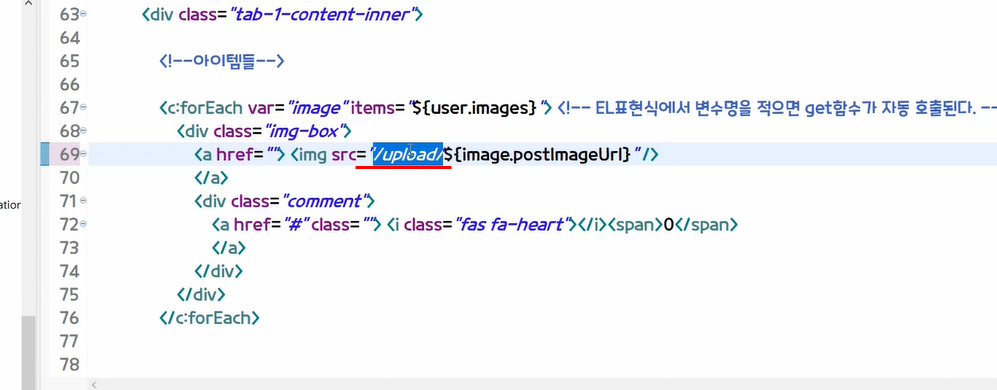 63 <div class="tab-1-content-inner">
64
65 <!--아이템들-->
66
67 <c:forEach var="image" items="${user.images}"> <!-- EL표현식에서 변수명을 적으면 get함수가 자동 호출된다. -
68 <div class="img-box">
69 <a href=""> <img src="/upload/${image.postImageUrl}"/>
ation
70 </a>
71 <div class="comment">
72 <a href="#" class=""> <i class="fas fa-heart"></i><span>0</span>
73 </a>
74 </div>
75 </div>
76 </c:forEach>
77
78